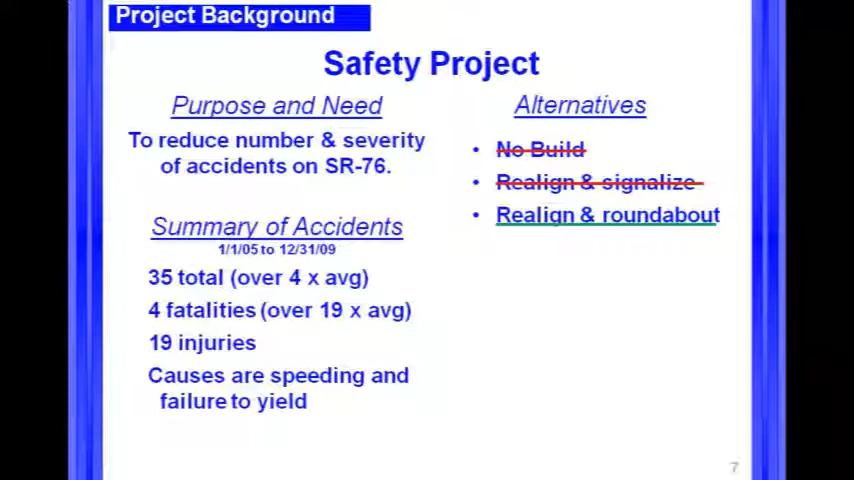 Project Background
Safety Project
Purpose and Need
To reduce number & severity
of accidents on SR-76.
Summary of Accidents
1/1/05 to 12/31/09
35 total (over 4 x avg)
4 fatalities (over 19 x avg)
19 injuries
Causes are speeding and
failure to yield
Alternatives
• No Build
• Realign & signalize
• Realign & roundabout
7